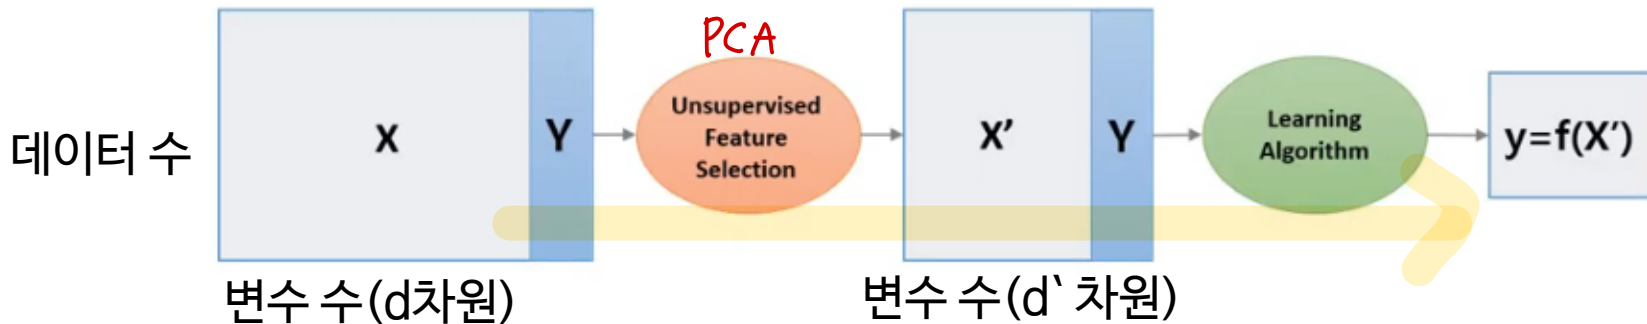 PCA
데이터 수
X
Y
Unsupervised
Feature
Selection
X’
Y
Learning
Algorithm
y=f(X’)
변수 수(d차원)
변수 수(d` 차원)